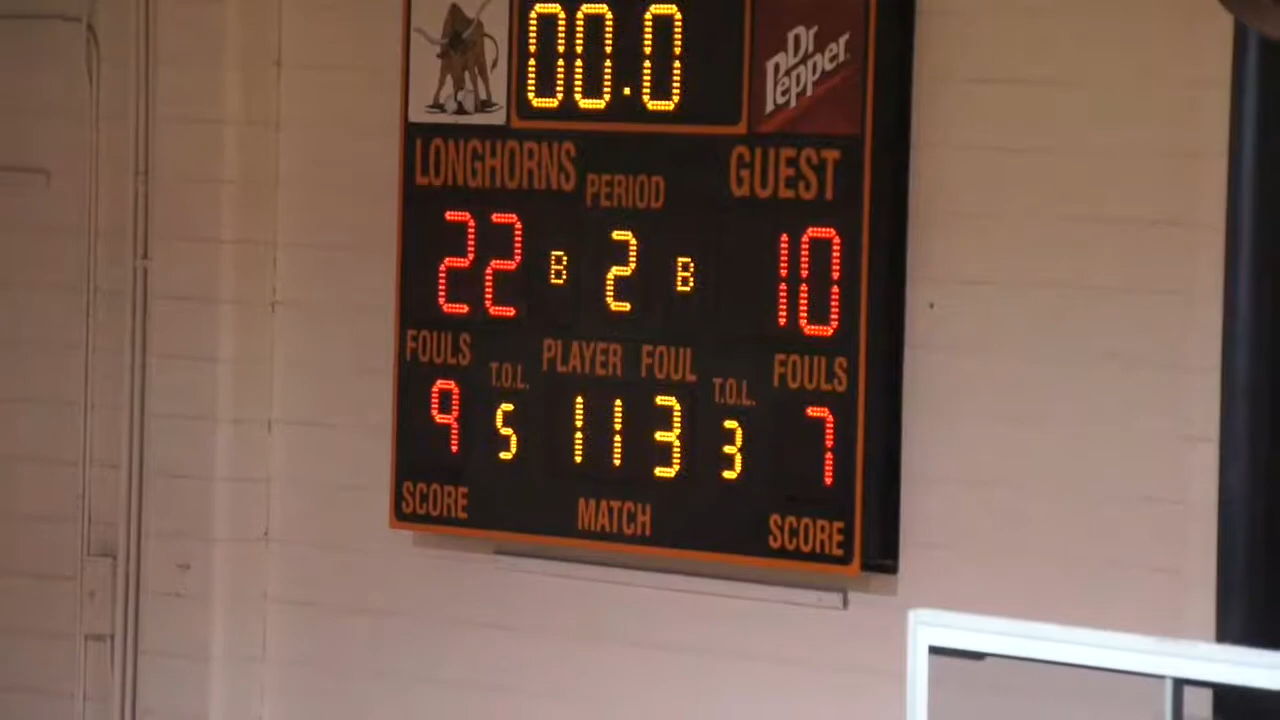 00.0
Dr Pepper
LONGHORNS PERIOD GUEST
22 B 2 B 10
FOULS T.O.L. PLAYER FOUL T.O.L. FOULS
9 5 11 3 3 7
SCORE MATCH SCORE